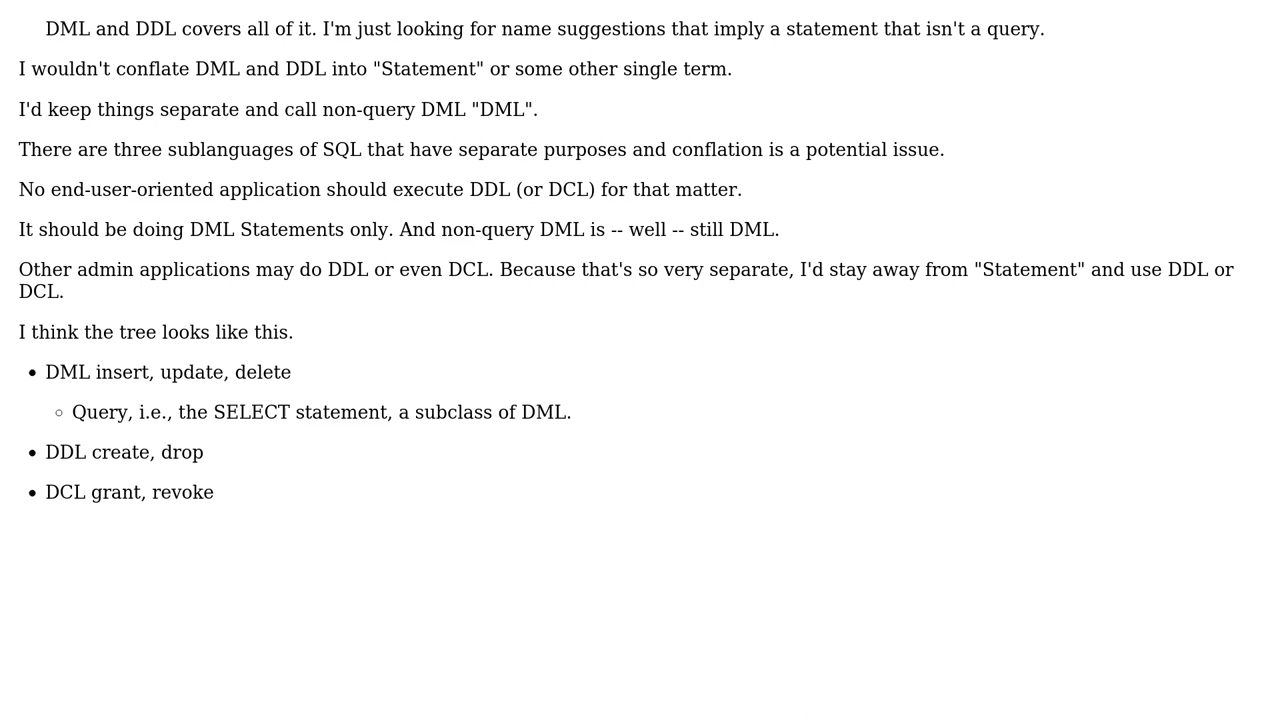 DML and DDL covers all of it. I'm just looking for name suggestions that imply a statement that isn't a query.
I wouldn't conflate DML and DDL into "Statement" or some other single term.
I'd keep things separate and call non-query DML "DML".
There are three sublanguages of SQL that have separate purposes and conflation is a potential issue.
No end-user-oriented application should execute DDL (or DCL) for that matter.
It should be doing DML Statements only. And non-query DML is -- well -- still DML.
Other admin applications may do DDL or even DCL. Because that's so very separate, I'd stay away from "Statement" and use DDL or
DCL.
I think the tree looks like this.
• DML insert, update, delete
◦ Query, i.e., the SELECT statement, a subclass of DML.
• DDL create, drop
• DCL grant, revoke